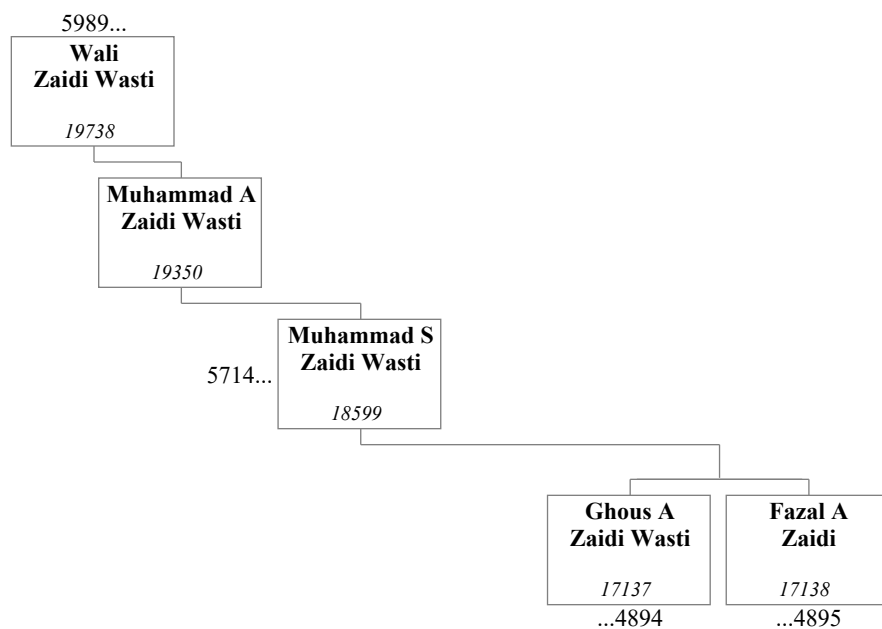 5989...
Wali
Zaidi Wasti
19738
Muhammad A
Zaidi Wasti
19350
Muhammad S
Zaidi Wasti
5714...
18599
Ghous A
Zaidi Wasti
17137
...4894
Fazal A
Zaidi
17138
...4895